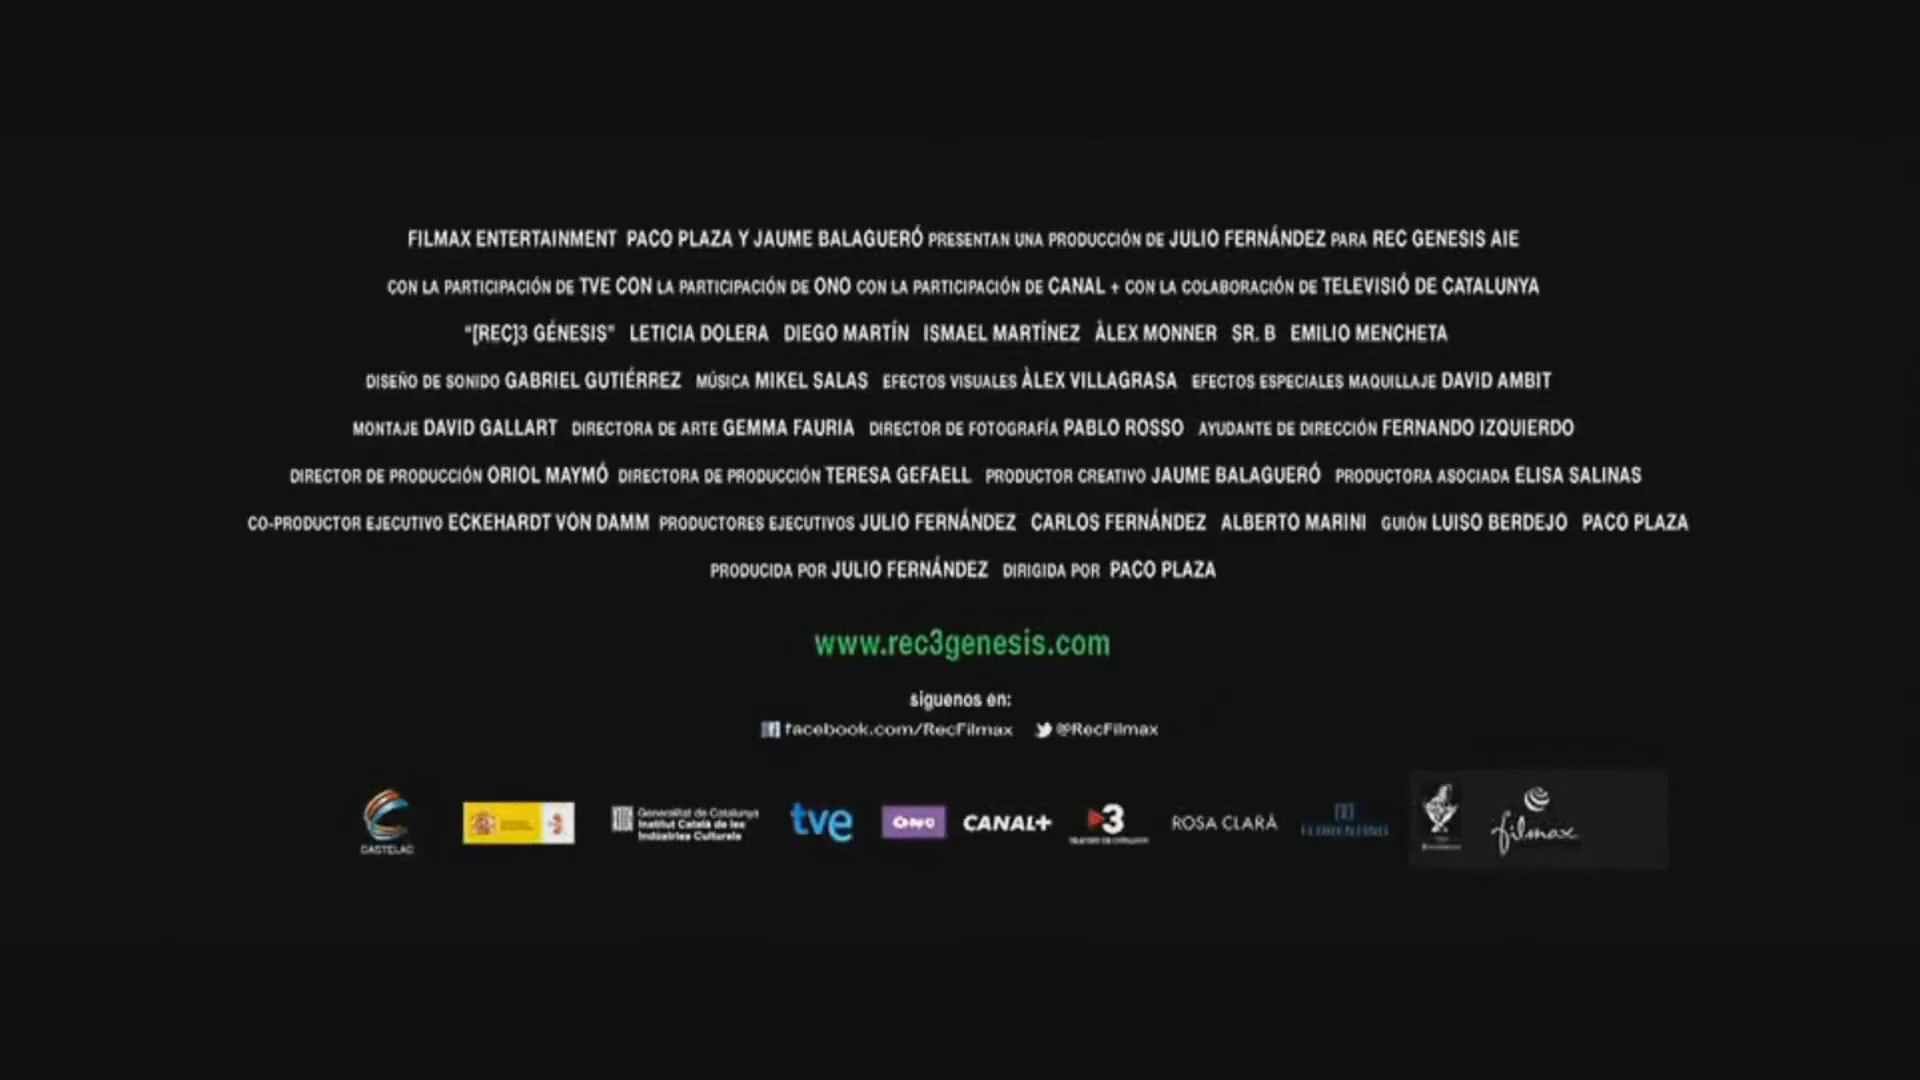 FILMAX ENTERTAINMENT PACO PLAZA Y JAUME BALAGUERÓ PRESENTAN UNA PRODUCCIÓN DE JULIO FERNÁNDEZ PARA REC GENESIS AIE
CON LA PARTICIPACIÓN DE TVE CON LA PARTICIPACIÓN DE ONO CON LA PARTICIPACIÓN DE CANAL + CON LA COLABORACIÓN DE TELEVISIÓ DE CATALUNYA
"[REC]3 GÉNESIS" LETICIA DOLERA DIEGO MARTÍN ISMAEL MARTÍNEZ ÀLEX MONNER SR. B EMILIO MENCHETA
DISEÑO DE SONIDO GABRIEL GUTIÉRREZ MÚSICA MIKEL SALAS EFECTOS VISUALES ÀLEX VILLAGRASA EFECTOS ESPECIALES MAQUILLAJE DAVID AMBIT
MONTAJE DAVID GALLART DIRECTORA DE ARTE GEMMA FAURIA DIRECTOR DE FOTOGRAFÍA PABLO ROSSO AYUDANTE DE DIRECCIÓN FERNANDO IZQUIERDO
DIRECTOR DE PRODUCCIÓN ORIOL MAYMÓ DIRECTORA DE PRODUCCIÓN TERESA GEFAELL PRODUCTOR CREATIVO JAUME BALAGUERÓ PRODUCTORA ASOCIADA ELISA SALINAS
CO-PRODUCTOR EJECUTIVO ECKEHARDT VON DAMM PRODUCTORES EJECUTIVOS JULIO FERNÁNDEZ CARLOS FERNÁNDEZ ALBERTO MARINI GUIÓN LUISO BERDEJO PACO PLAZA
PRODUCIDA POR JULIO FERNÁNDEZ DIRIGIDA POR PACO PLAZA
www.rec3genesis.com
síguenos en:
facebook.com/RecFilmax @RecFilmax
CASTELAO
Generalitat de Catalunya
Institut Català de les
Indústries Culturals
tve
ONO
CANAL+
3
ROSA CLARÁ
FLORENTINO
filmax